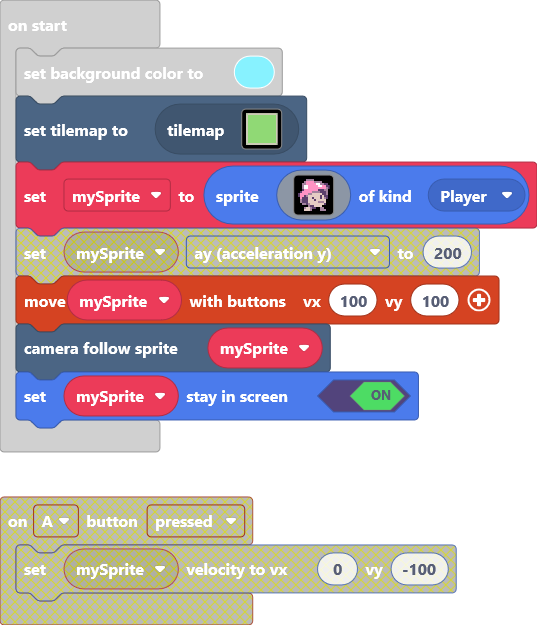 on start
set background color to
set tilemap to tilemap
set mySprite to sprite of kind Player
set mySprite ay (acceleration y) to 200
move mySprite with buttons vx 100 vy 100
camera follow sprite mySprite
set mySprite stay in screen ON
on A button pressed
set mySprite velocity to vx 0 vy -100